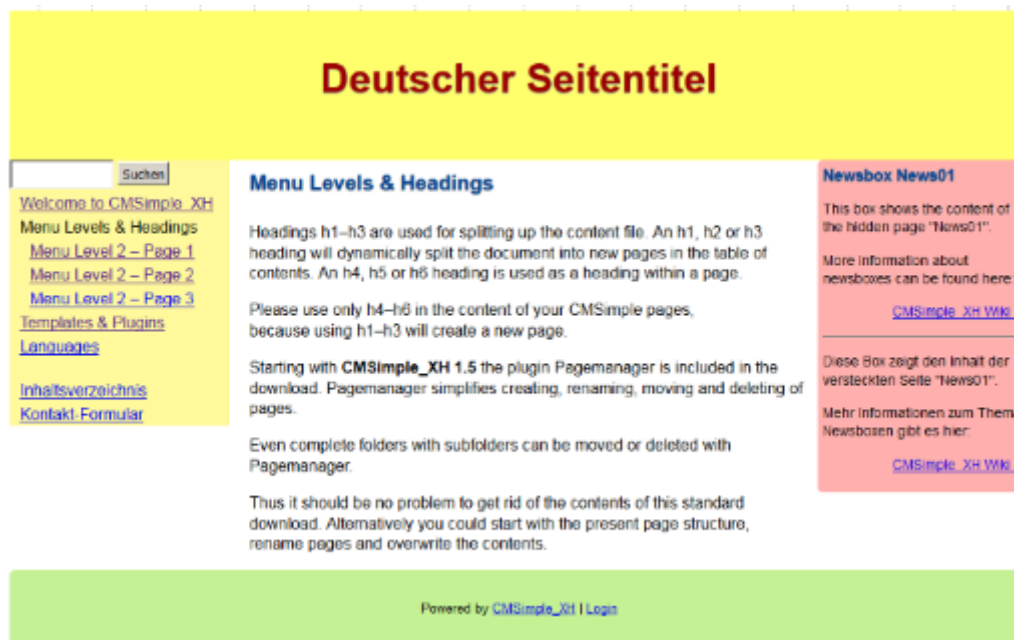 Deutscher Seitentitel
Suchen
Welcome to CMSimple_XH
Menu Levels & Headings
Menu Level 2 – Page 1
Menu Level 2 – Page 2
Menu Level 2 – Page 3
Templates & Plugins
Languages
Inhaltsverzeichnis
Kontakt-Formular
Menu Levels & Headings
Headings h1–h3 are used for splitting up the content file. An h1, h2 or h3
heading will dynamically split the document into new pages in the table of
contents. An h4, h5 or h6 heading is used as a heading within a page.
Please use only h4–h6 in the content of your CMSimple pages,
because using h1–h3 will create a new page.
Starting with CMSimple_XH 1.5 the plugin Pagemanager is included in the
download. Pagemanager simplifies creating, renaming, moving and deleting of
pages.
Even complete folders with subfolders can be moved or deleted with
Pagemanager.
Thus it should be no problem to get rid of the contents of this standard
download. Alternatively you could start with the present page structure,
rename pages and overwrite the contents.
Newsbox News01
This box shows the content of
the hidden page "News01".
More information about
newsboxes can be found here
CMSimple_XH Wiki
Diese Box zeigt den Inhalt der
versteckten Seite "News01".
Mehr Informationen zum Thema
Newsboxen gibt es hier:
CMSimple_XH Wiki
Powered by CMSimple_XH | Login